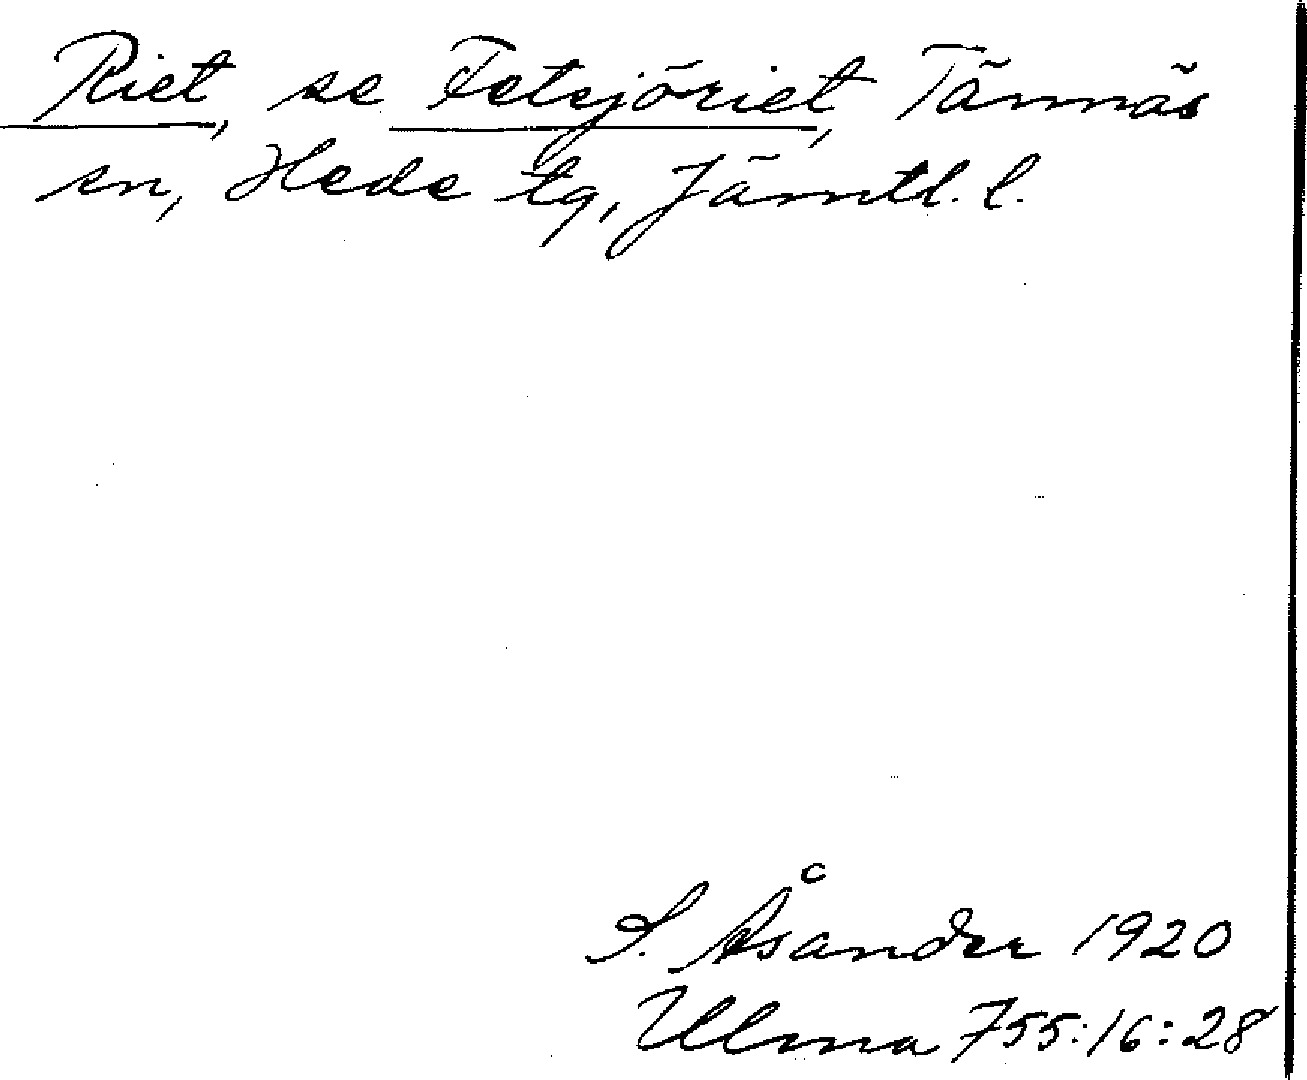 Riet, se Fetsjöriet, Tännäs
sn, Hede tg, Jämtl. l.
S. Åsander 1920
Ulma 755:16:28